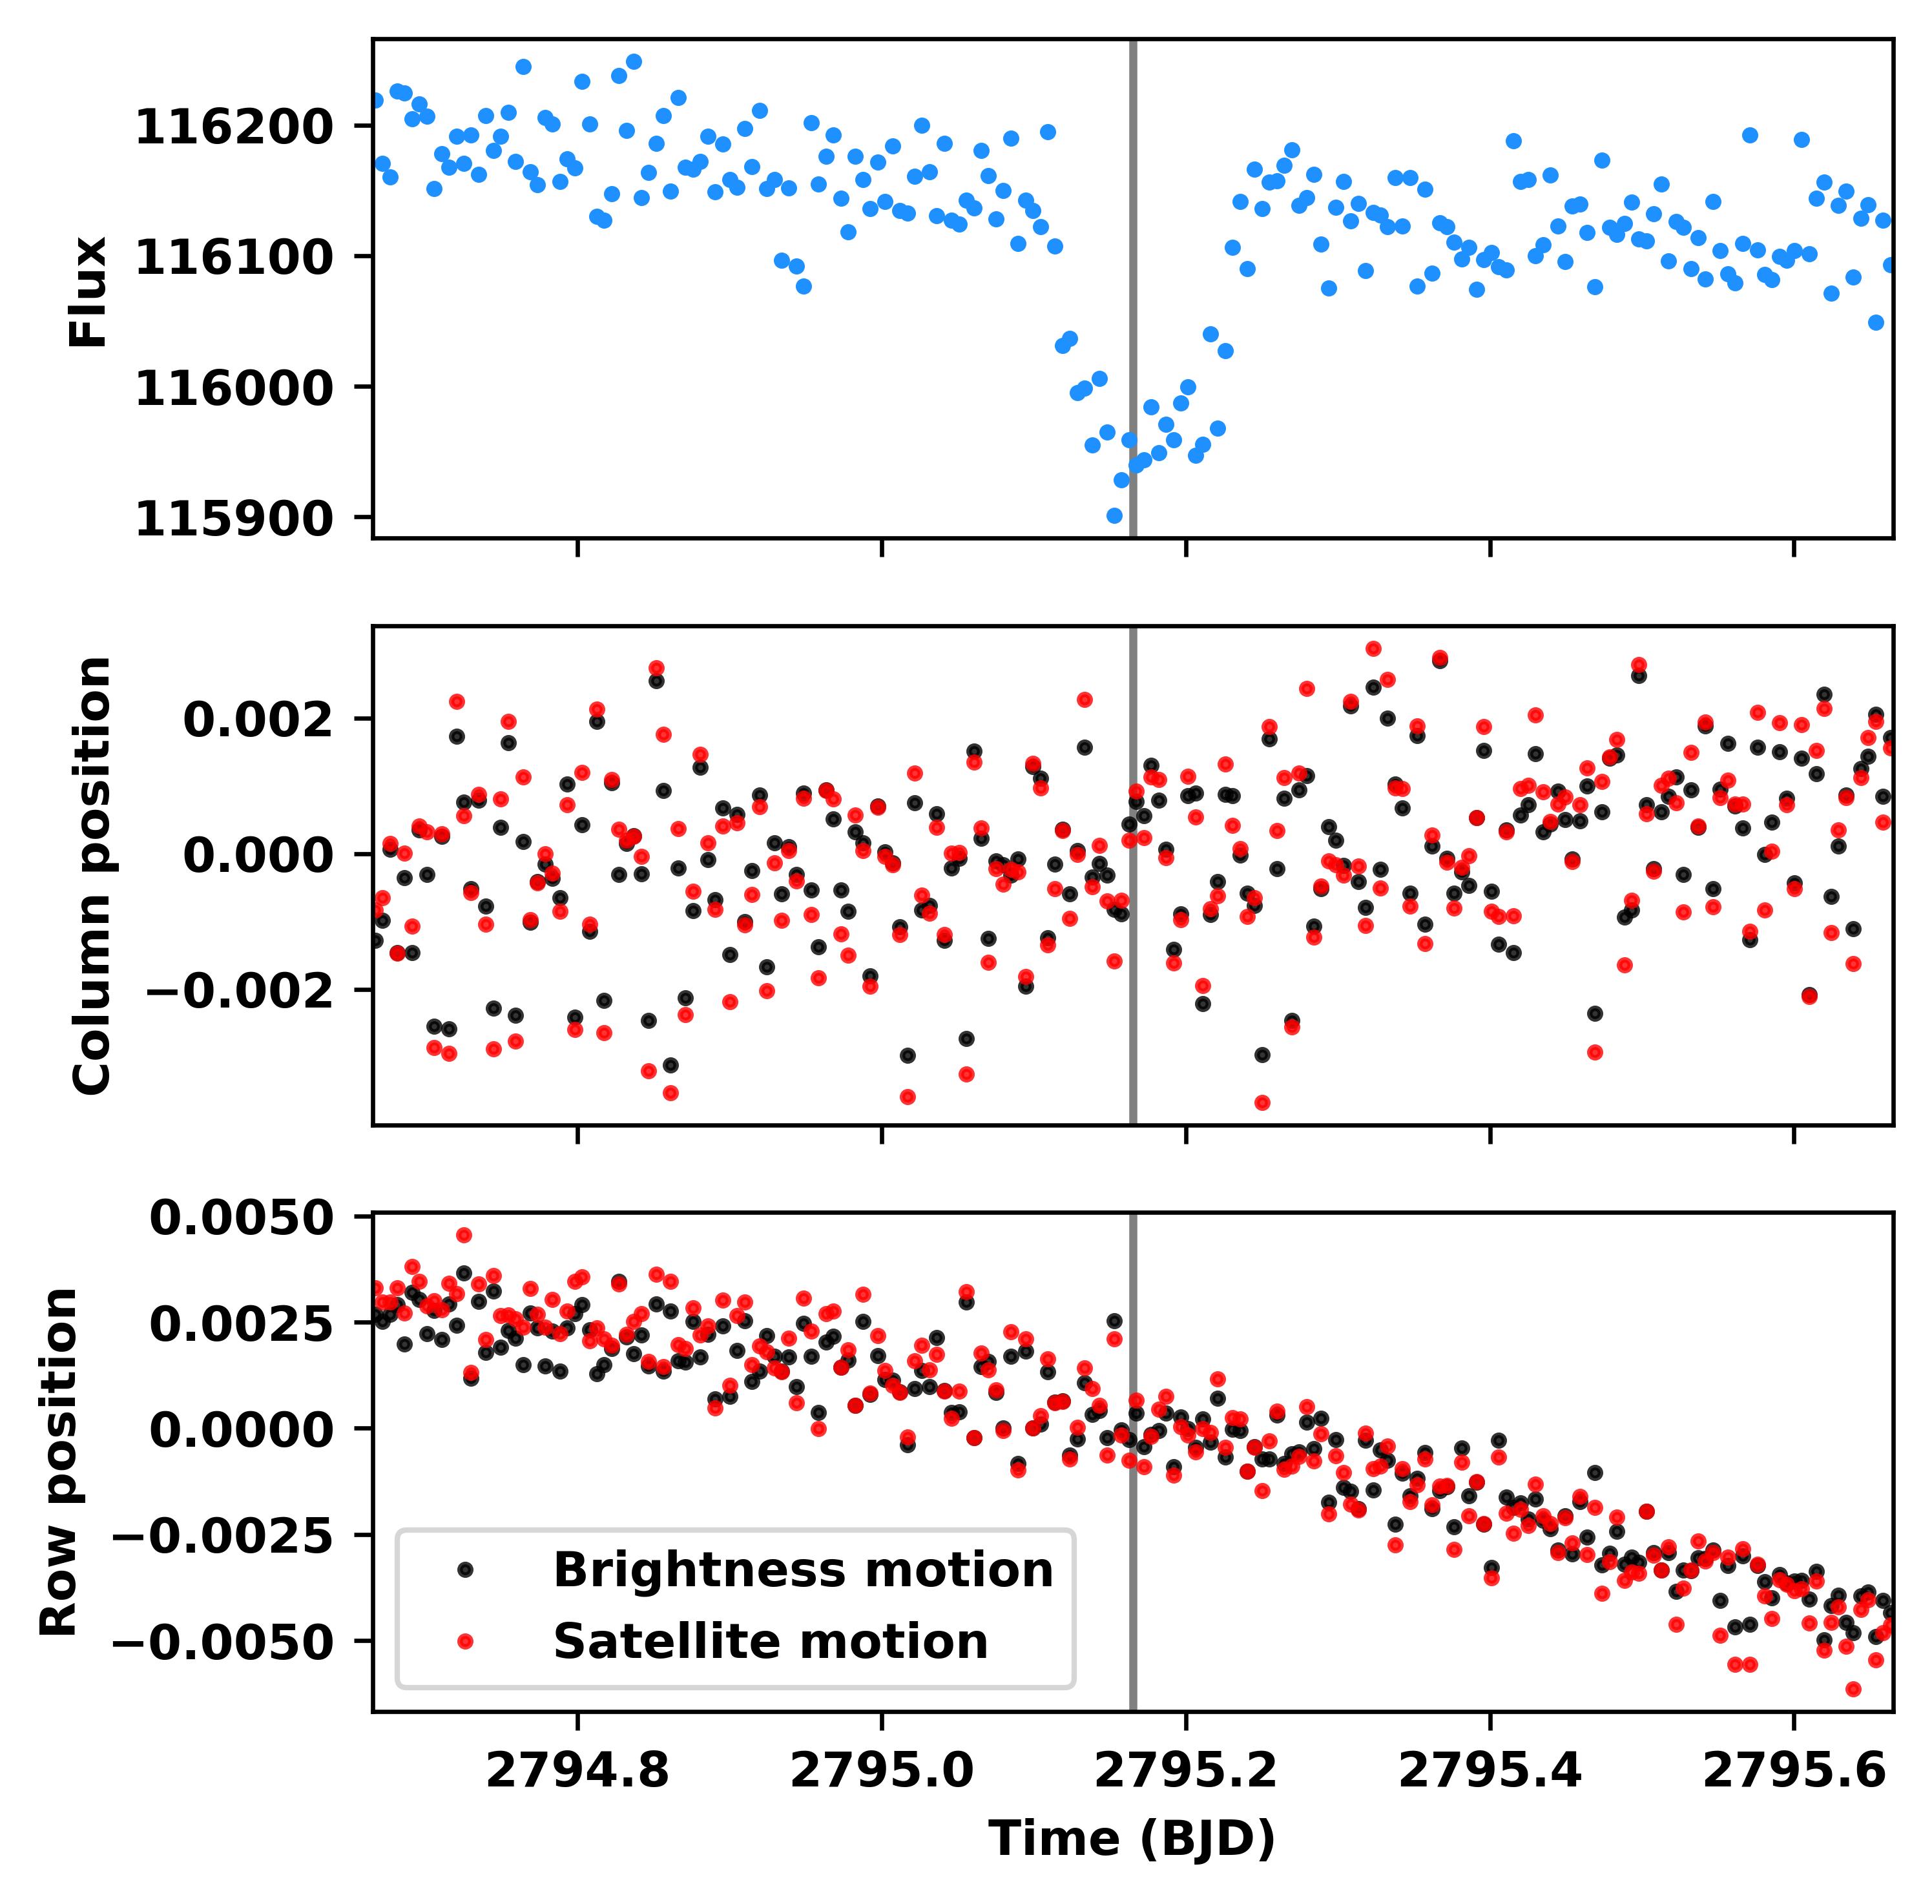 Flux
116200
116100
116000
115900
Column position
0.002
0.000
−0.002
Row position
0.0050
0.0025
0.0000
−0.0025
−0.0050
Brightness motion
Satellite motion
2794.8 2795.0 2795.2 2795.4 2795.6
Time (BJD)